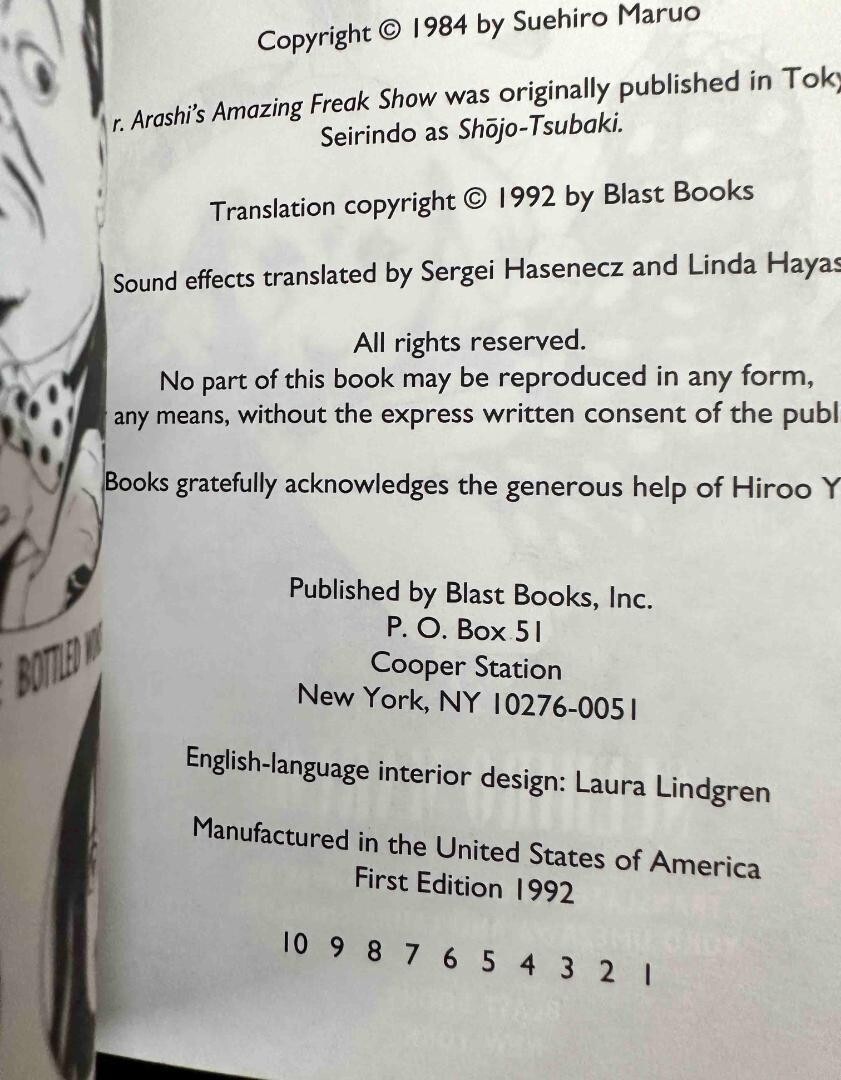 Copyright © 1984 by Suehiro Maruo
r. Arashi's Amazing Freak Show was originally published in Toky
Seirindo as Shōjo-Tsubaki.
Translation copyright © 1992 by Blast Books
Sound effects translated by Sergei Hasenecz and Linda Hayas
All rights reserved.
No part of this book may be reproduced in any form,
any means, without the express written consent of the publ
Books gratefully acknowledges the generous help of Hiroo Y
Published by Blast Books, Inc.
P. O. Box 51
Cooper Station
New York, NY 10276-0051
English-language interior design: Laura Lindgren
Manufactured in the United States of America
First Edition 1992
10 9 8 7 6 5 4 3 2 1
BOTTLED